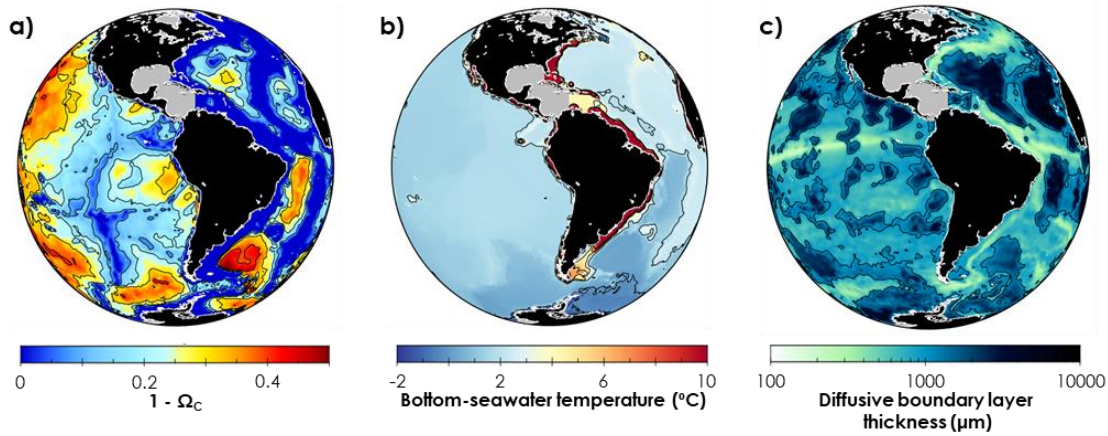 a) b) c)
0 0.2 0.4 -2 2 6 10 100 1000 10000
1 - Ω_C Bottom-seawater temperature (⁰C) Diffusive boundary layer
thickness (μm)